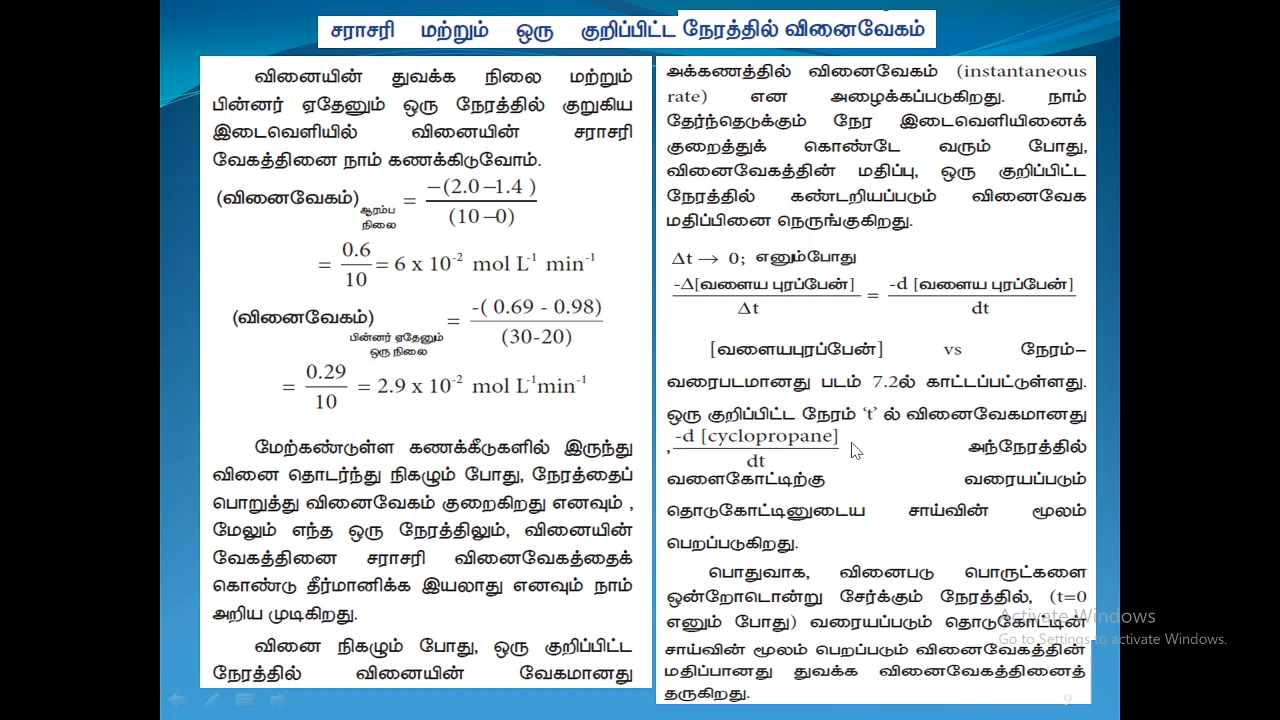 சராசரி மற்றும் ஒரு குறிப்பிட்ட நேரத்தில் வினைவேகம்
வினையின் துவக்க நிலை மற்றும்
பின்னர் ஏதேனும் ஒரு நேரத்தில் குறுகிய
இடைவெளியில் வினையின் சராசரி
வேகத்தினை நாம் கணக்கிடுவோம்.
(வினைவேகம்) ஆரம்ப நிலை = −(2.0−1.4 ) / (10−0)
= 0.6 / 10 = 6 x 10⁻² mol L⁻¹ min⁻¹
(வினைவேகம்) பின்னர் ஏதேனும் ஒரு நிலை = -( 0.69 - 0.98) / (30-20)
= 0.29 / 10 = 2.9 x 10⁻² mol L⁻¹min⁻¹
மேற்கண்டுள்ள கணக்கீடுகளில் இருந்து
வினை தொடர்ந்து நிகழும் போது, நேரத்தைப்
பொறுத்து வினைவேகம் குறைகிறது எனவும் ,
மேலும் எந்த ஒரு நேரத்திலும், வினையின்
வேகத்தினை சராசரி வினைவேகத்தைக்
கொண்டு தீர்மானிக்க இயலாது எனவும் நாம்
அறிய முடிகிறது.
வினை நிகழும் போது, ஒரு குறிப்பிட்ட
நேரத்தில் வினையின் வேகமானது
அக்கணத்தில் வினைவேகம் (instantaneous
rate) என அழைக்கப்படுகிறது. நாம்
தேர்ந்தெடுக்கும் நேர இடைவெளியினைக்
குறைத்துக் கொண்டே வரும் போது,
வினைவேகத்தின் மதிப்பு, ஒரு குறிப்பிட்ட
நேரத்தில் கண்டறியப்படும் வினைவேக
மதிப்பினை நெருங்குகிறது.
Δt → 0; எனும்போது
-Δ[வளைய புரப்பேன்] / Δt = -d [வளைய புரப்பேன்] / dt
[வளையபுரப்பேன்] vs நேரம்–
வரைபடமானது படம் 7.2ல் காட்டப்பட்டுள்ளது.
ஒரு குறிப்பிட்ட நேரம் ‘t’ ல் வினைவேகமானது
, -d [cyclopropane] / dt அந்நேரத்தில்
வளைகோட்டிற்கு வரையப்படும்
தொடுகோட்டினுடைய சாய்வின் மூலம்
பெறப்படுகிறது.
பொதுவாக, வினைபடு பொருட்களை
ஒன்றோடொன்று சேர்க்கும் நேரத்தில், (t=0
எனும் போது) வரையப்படும் தொடுகோட்டின்
சாய்வின் மூலம் பெறப்படும் வினைவேகத்தின்
மதிப்பானது துவக்க வினைவேகத்தினைத்
தருகிறது.
Activate Windows
Go to Settings to activate Windows.
9